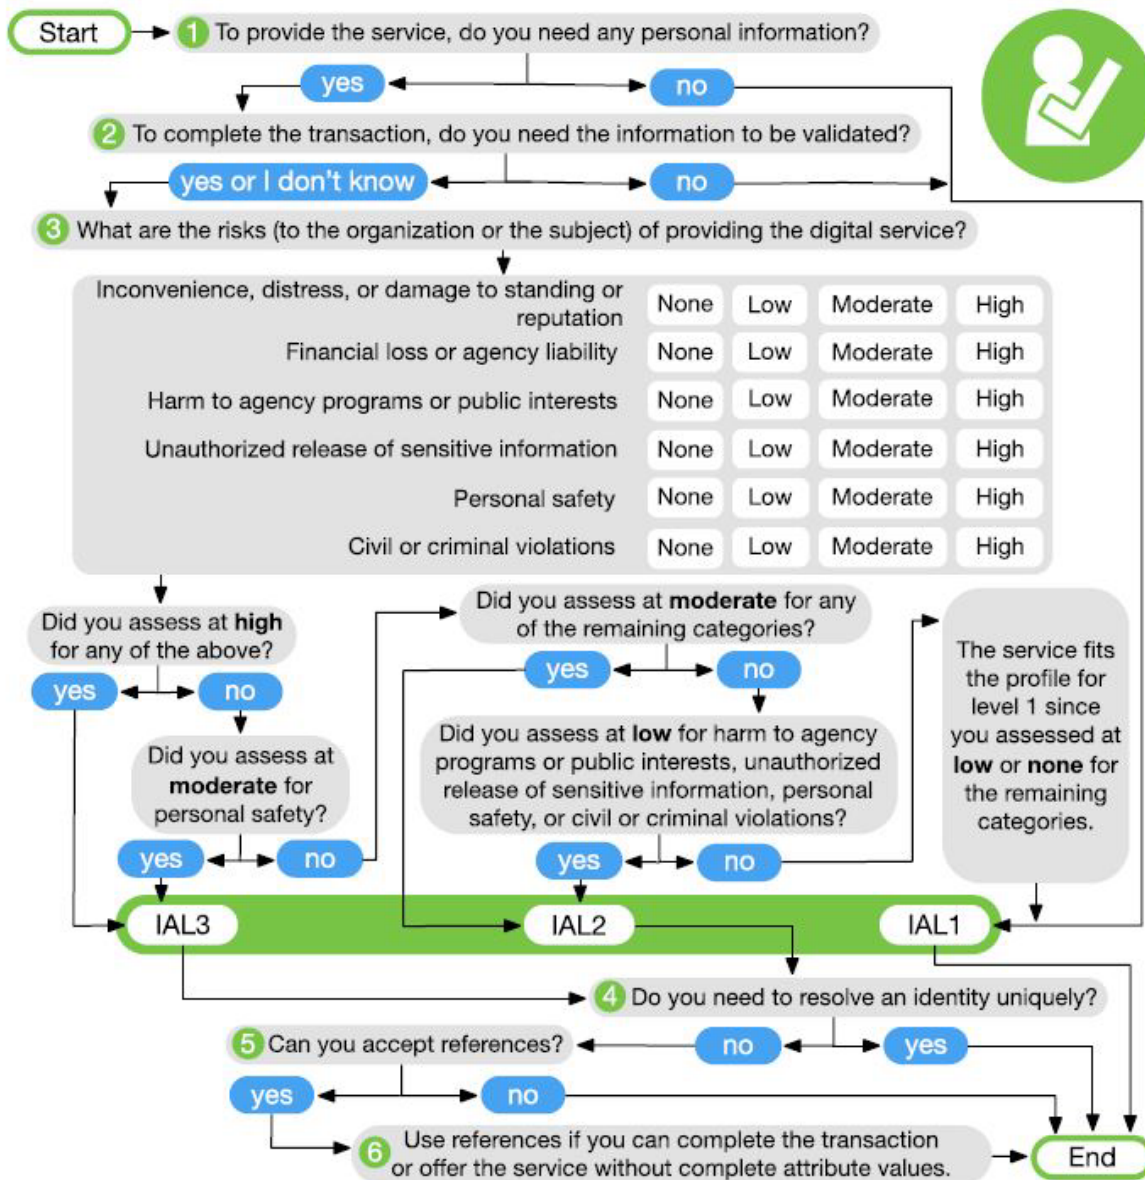 Start
1 To provide the service, do you need any personal information?
yes
no
2 To complete the transaction, do you need the information to be validated?
yes or I don't know
no
3 What are the risks (to the organization or the subject) of providing the digital service?
Inconvenience, distress, or damage to standing or
reputation
None Low Moderate High
Financial loss or agency liability None Low Moderate High
Harm to agency programs or public interests None Low Moderate High
Unauthorized release of sensitive information None Low Moderate High
Personal safety None Low Moderate High
Civil or criminal violations None Low Moderate High
Did you assess at high
for any of the above?
yes
no
Did you assess at
moderate for
personal safety?
yes
no
Did you assess at moderate for any
of the remaining categories?
yes
no
Did you assess at low for harm to agency
programs or public interests, unauthorized
release of sensitive information, personal
safety, or civil or criminal violations?
yes
no
The service fits
the profile for
level 1 since
you assessed at
low or none for
the remaining
categories.
IAL3
IAL2
IAL1
4 Do you need to resolve an identity uniquely?
no
yes
5 Can you accept references?
yes
no
6 Use references if you can complete the transaction
or offer the service without complete attribute values.
End